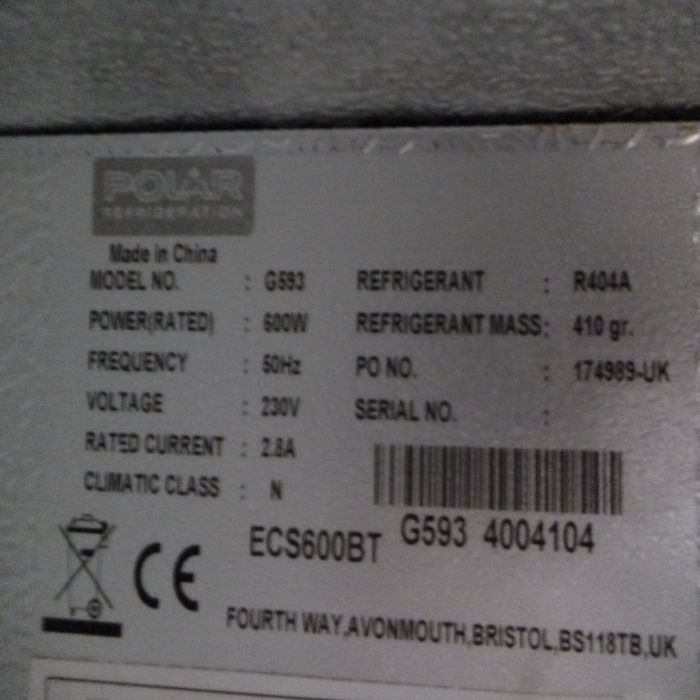 POLAR
REFRIGERATION
Made in China
MODEL NO. : G593 REFRIGERANT : R404A
POWER(RATED) : 600W REFRIGERANT MASS: 410 gr.
FREQUENCY : 50Hz PO NO. : 174989-UK
VOLTAGE : 230V SERIAL NO. :
RATED CURRENT : 2.8A
CLIMATIC CLASS : N
CE ECS600BT G593 4004104
FOURTH WAY,AVONMOUTH,BRISTOL,BS118TB,UK